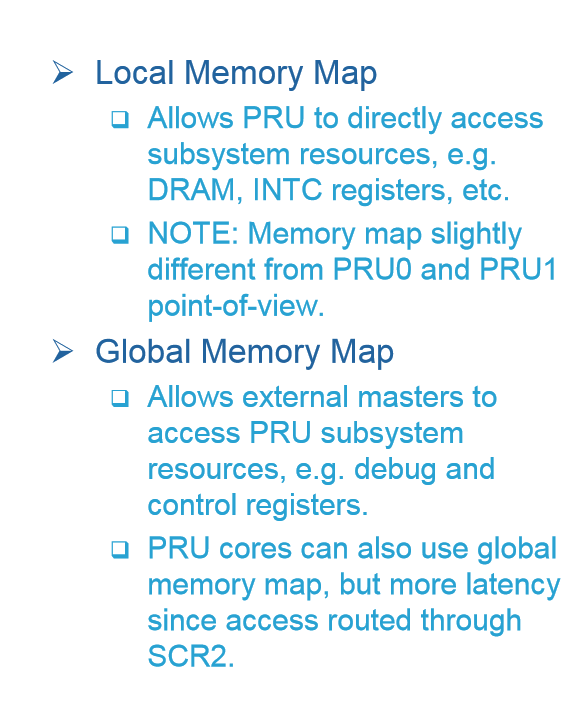 Local Memory Map
Allows PRU to directly access
subsystem resources, e.g.
DRAM, INTC registers, etc.
NOTE: Memory map slightly
different from PRU0 and PRU1
point-of-view.
Global Memory Map
Allows external masters to
access PRU subsystem
resources, e.g. debug and
control registers.
PRU cores can also use global
memory map, but more latency
since access routed through
SCR2.